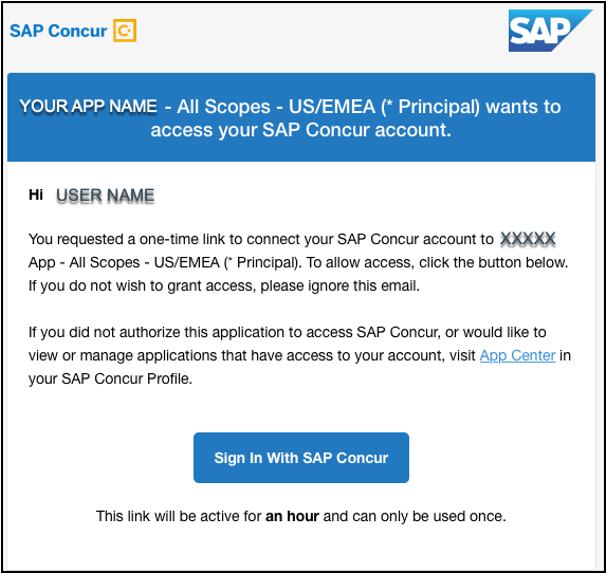 SAP Concur C. SAP
YOUR APP NAME - All Scopes - US/EMEA (* Principal) wants to
access your SAP Concur account.
Hi USER NAME
You requested a one-time link to connect your SAP Concur account to XXXXX
App - All Scopes - US/EMEA (* Principal). To allow access, click the button below.
If you do not wish to grant access, please ignore this email.
If you did not authorize this application to access SAP Concur, or would like to
view or manage applications that have access to your account, visit App Center in
your SAP Concur Profile.
Sign In With SAP Concur
This link will be active for an hour and can only be used once.